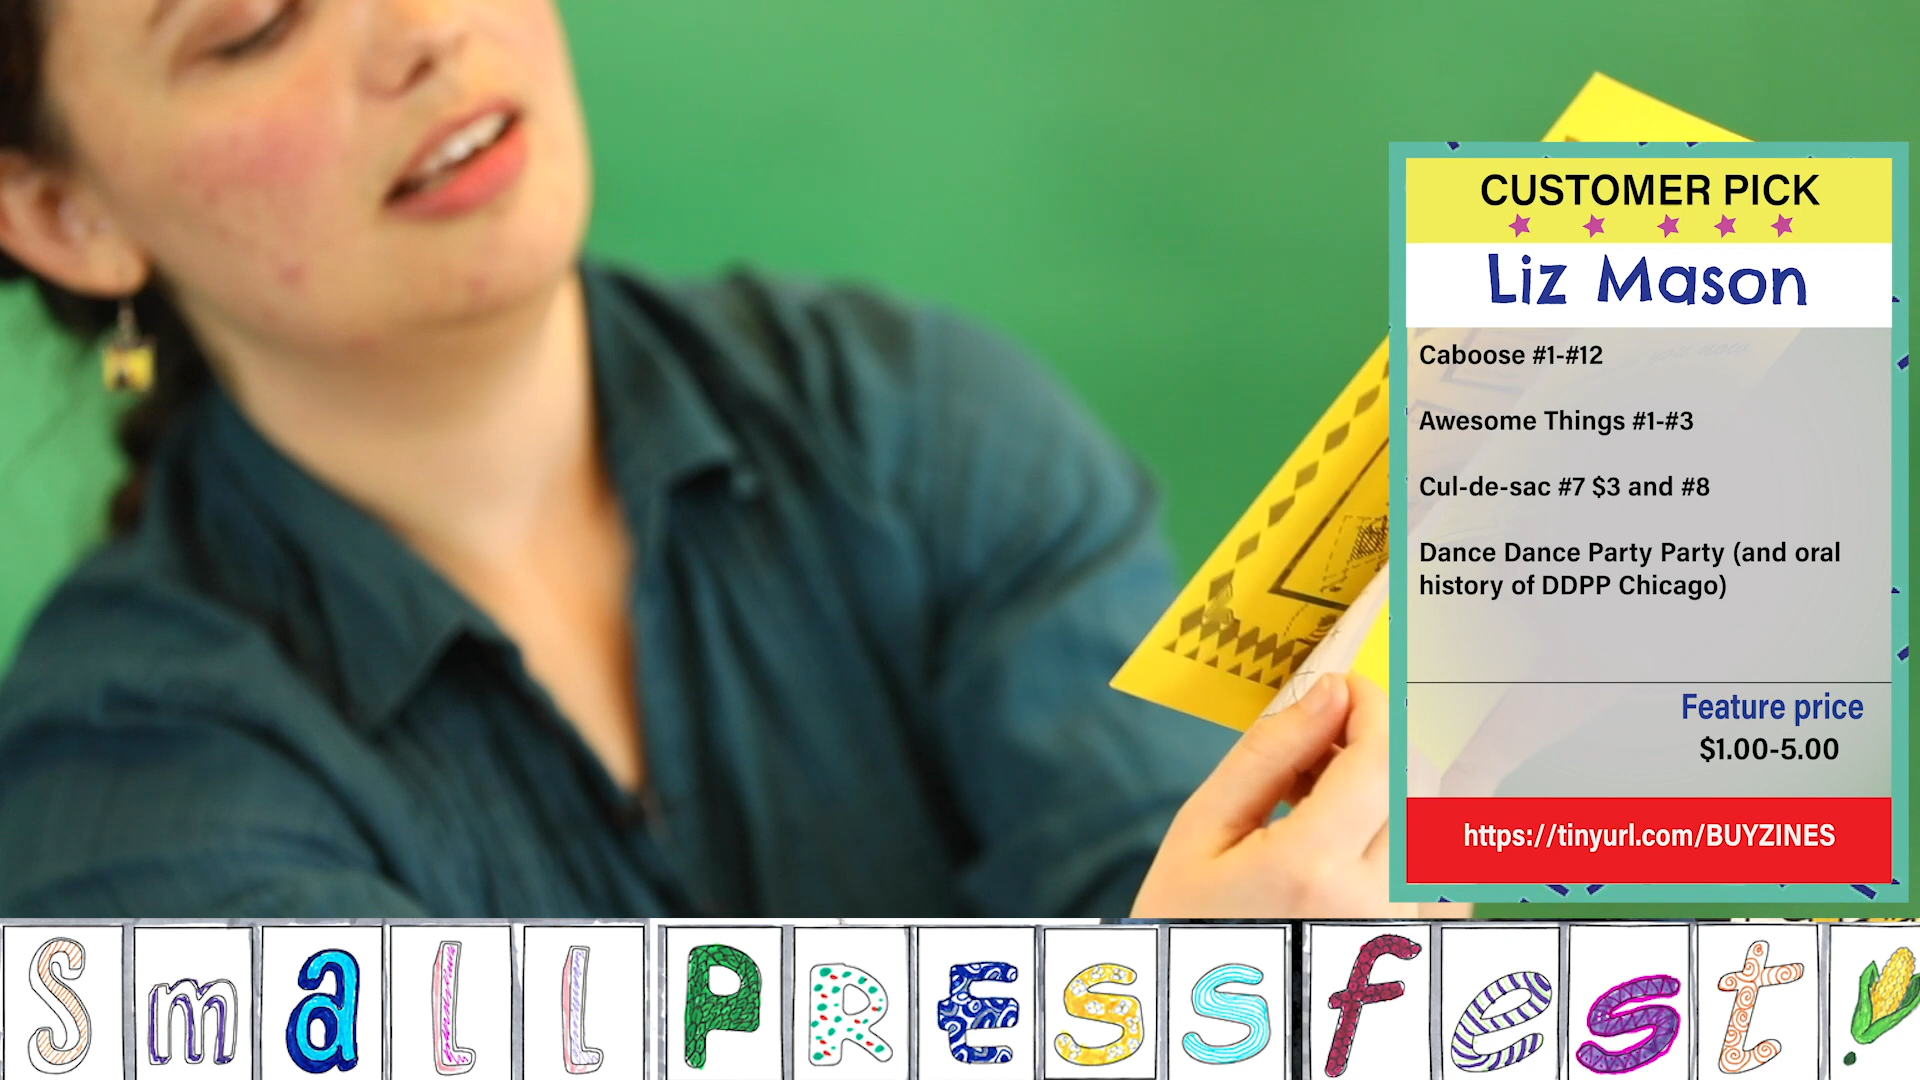 CUSTOMER PICK
Liz Mason
Caboose #1-#12
Awesome Things #1-#3
Cul-de-sac #7 $3 and #8
Dance Dance Party Party (and oral
history of DDPP Chicago)
Feature price
$1.00-5.00
https://tinyurl.com/BUYZINES
Small PRESS fest